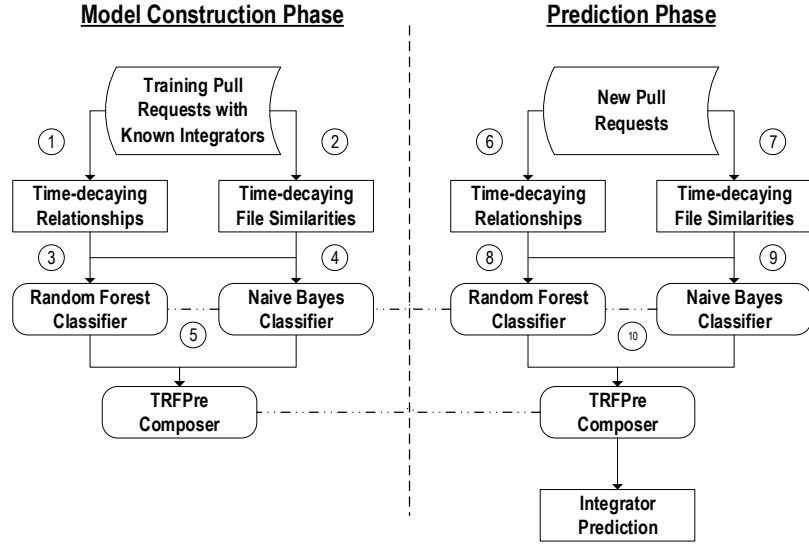 Model Construction Phase
Prediction Phase
Training Pull
Requests with
Known Integrators
New Pull
Requests
1
2
6
7
Time-decaying
Relationships
Time-decaying
File Similarities
Time-decaying
Relationships
Time-decaying
File Similarities
3
4
8
9
Random Forest
Classifier
Naive Bayes
Classifier
Random Forest
Classifier
Naive Bayes
Classifier
5
10
TRFPre
Composer
TRFPre
Composer
Integrator
Prediction